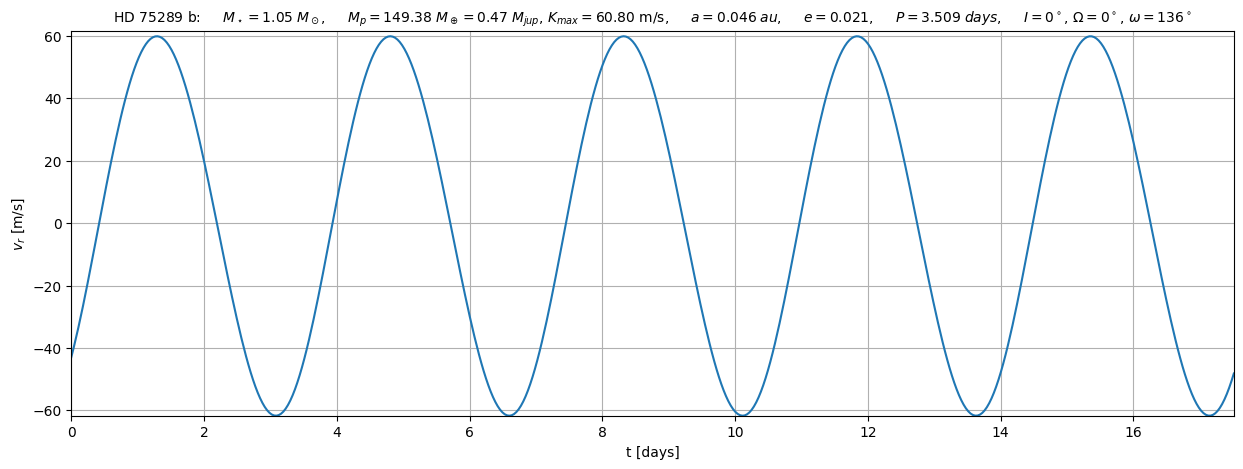 HD 75289 b: M⋆ = 1.05 M⊙, Mp = 149.38 M⊕ = 0.47 Mjup, Kmax = 60.80 m/s, a = 0.046 au, e = 0.021, P = 3.509 days, I = 0°, Ω = 0°, ω = 136°
60
40
20
0
−20
−40
−60
vr [m/s]
0 2 4 6 8 10 12 14 16
t [days]